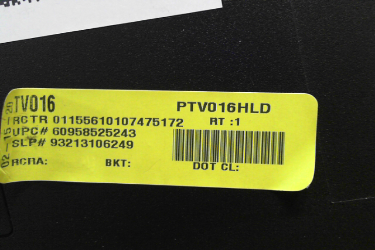 TV016 PTV016HLD
RCTR 01155610107475172 RT :1
UPC# 60958525243
SLP# 93213106249
RCRA: BKT: DOT CL: